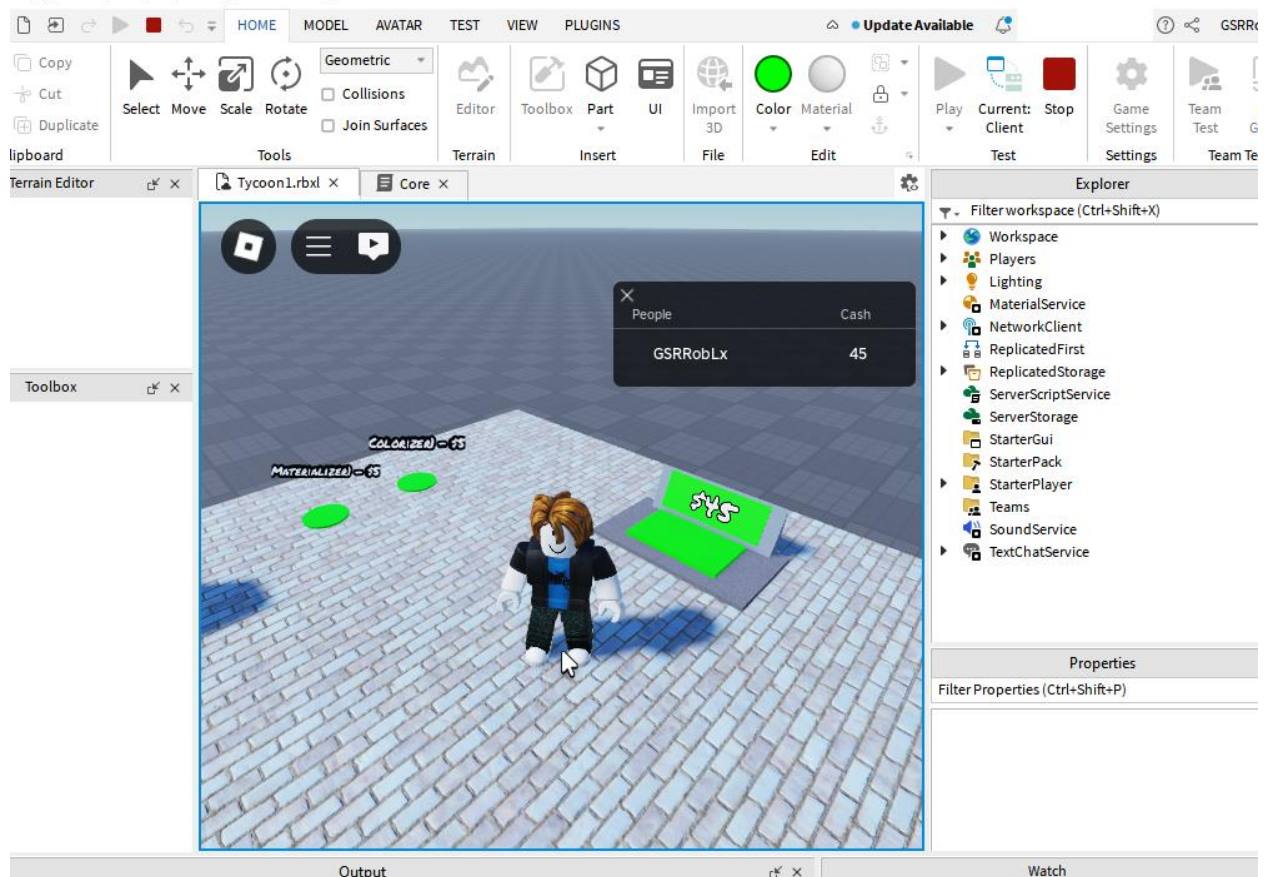 HOME MODEL AVATAR TEST VIEW PLUGINS Update Available GSRRo
Copy
Cut
Duplicate
lipboard
Select Move Scale Rotate
Geometric
Collisions
Join Surfaces
Tools
Editor
Terrain
Toolbox Part UI
Insert
Import
3D
File
Color Material
Edit
Play Current:
Client Stop
Test
Game
Settings
Settings
Team
Test G
Team Te
Terrain Editor
Tycoon1.rbxl
Core
Toolbox
People Cash
GSRRobLx 45
Colorizer) - $5
Materializer) - $5
$45
Explorer
Filter workspace (Ctrl+Shift+X)
Workspace
Players
Lighting
MaterialService
NetworkClient
ReplicatedFirst
ReplicatedStorage
ServerScriptService
ServerStorage
StarterGui
StarterPack
StarterPlayer
Teams
SoundService
TextChatService
Properties
Filter Properties (Ctrl+Shift+P)
Output
Watch